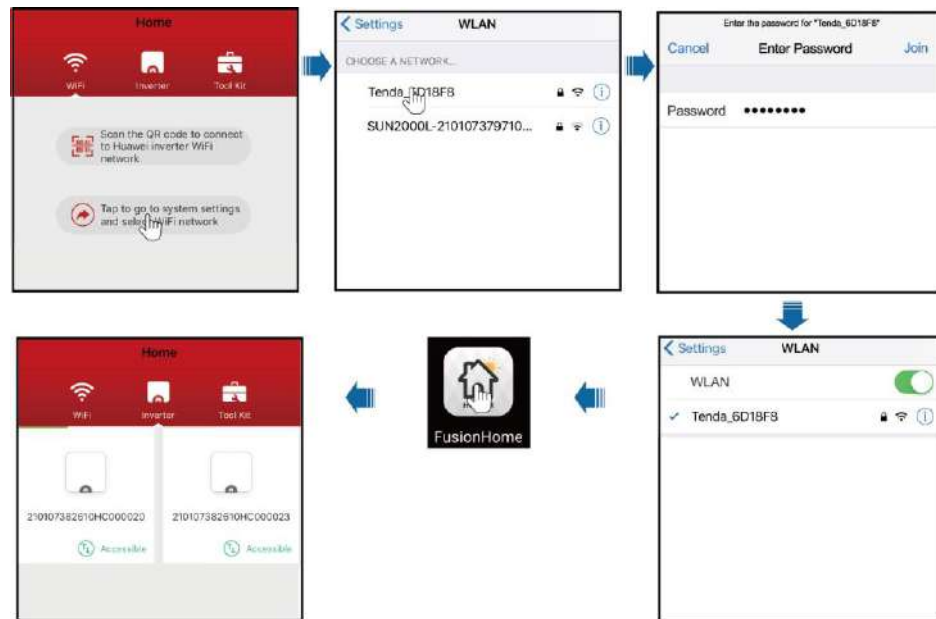 Home
WiFi
Inverter
Tool Kit
Scan the QR code to connect
to Huawei inverter WiFi
network
Tap to go to system settings
and select WiFi network
Settings
WLAN
CHOOSE A NETWORK...
Tenda_6D18F8
SUN2000L-210107379710...
Enter the password for "Tenda_6D18F8"
Cancel
Enter Password
Join
Password ••••••••
Settings
WLAN
WLAN
Tenda_6D18F8
FusionHome
Home
WiFi
Inverter
Tool Kit
210107382610HC000020
210107382610HC000023
Accessible
Accessible